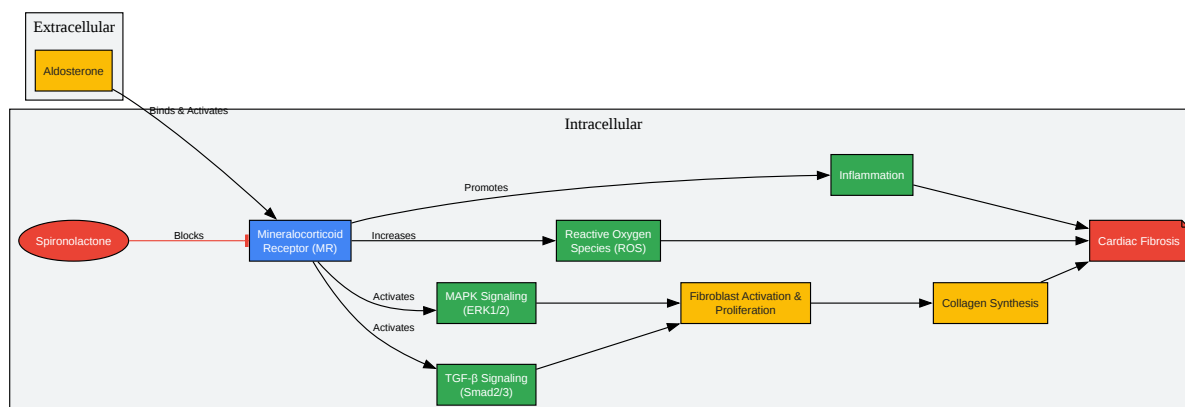 Extracellular
Aldosterone
Binds & Activates
Intracellular
Promotes
Inflammation
Spironolactone
Blocks
Mineralocorticoid
Receptor (MR)
Increases
Reactive Oxygen
Species (ROS)
Cardiac Fibrosis
Activates
MAPK Signaling
(ERK1/2)
Fibroblast Activation &
Proliferation
Collagen Synthesis
Activates
TGF-β Signaling
(Smad2/3)